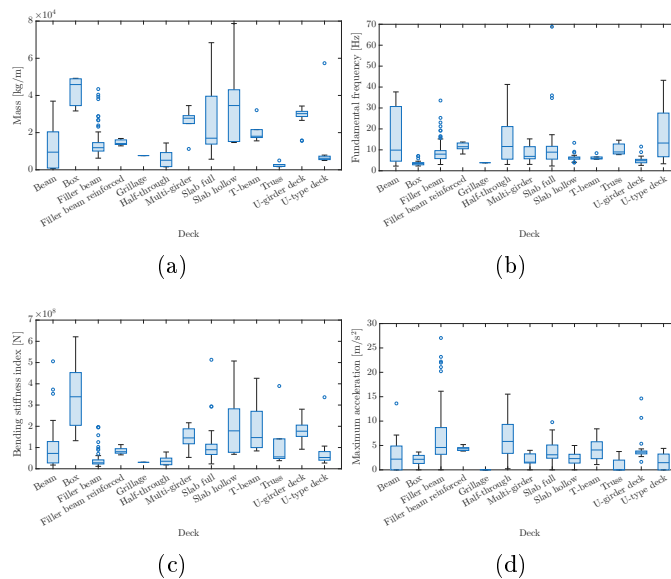 ×10⁴
8
6
4
2
0
Mass [kg/m]
Beam
Box
Filler beam
Filler beam reinforced
Grillage
Half-through
Multi-girder
Slab full
Slab hollow
T-beam
Truss
U-girder deck
U-type deck
Deck
(a)
70
60
50
40
30
20
10
0
Fundamental frequency [Hz]
Beam
Box
Filler beam
Filler beam reinforced
Grillage
Half-through
Multi-girder
Slab full
Slab hollow
T-beam
Truss
U-girder deck
U-type deck
Deck
(b)
×10⁸
7
6
5
4
3
2
1
0
Bending stiffness index [N]
Beam
Box
Filler beam
Filler beam reinforced
Grillage
Half-through
Multi-girder
Slab full
Slab hollow
T-beam
Truss
U-girder deck
U-type deck
Deck
(c)
30
25
20
15
10
5
0
Maximum acceleration [m/s²]
Beam
Box
Filler beam
Filler beam reinforced
Grillage
Half-through
Multi-girder
Slab full
Slab hollow
T-beam
Truss
U-girder deck
U-type deck
Deck
(d)